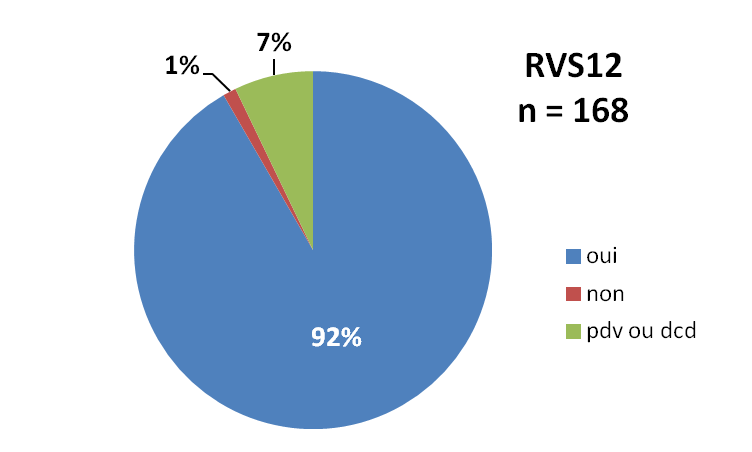 7%
1%
RVS12
n = 168
oui
non
pdv ou dcd
92%